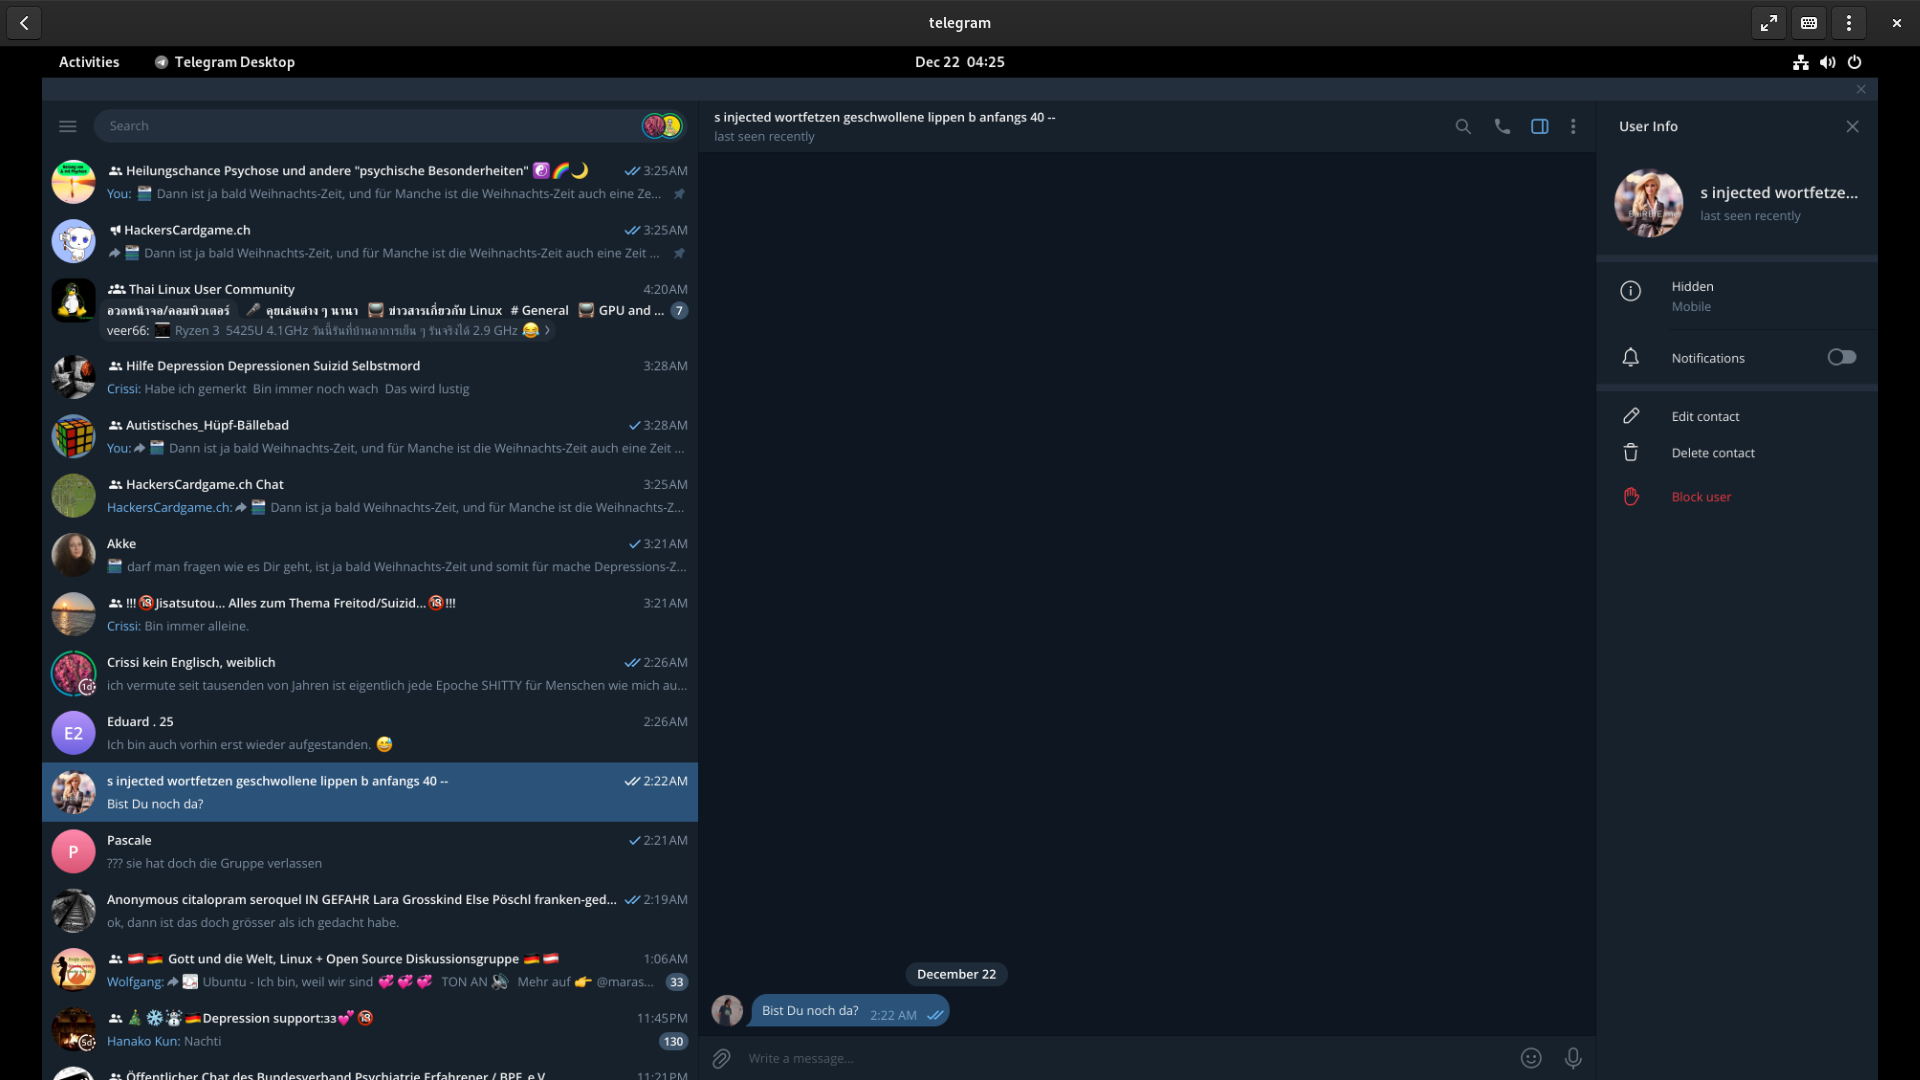 telegram
Activities
Telegram Desktop
Dec 22 04:25
Search
Heilungschance Psychose und andere "psychische Besonderheiten"
3:25AM
You: Dann ist ja bald Weihnachts-Zeit, und für Manche ist die Weihnachts-Zeit auch eine Ze...
HackersCardgame.ch
3:25AM
Dann ist ja bald Weihnachts-Zeit, und für Manche ist die Weihnachts-Zeit auch eine Zeit ...
Thai Linux User Community
4:20AM
อวดหน้าจอ/คอมพิวเตอร์ คุยเล่นต่าง ๆ นานา ข่าวสารเกี่ยวกับ Linux # General GPU and ...
7
veer66: Ryzen 3 5425U 4.1GHz วันนี้รันที่บ้านอาการเย็น ๆ รันจริงได้ 2.9 GHz 😂
Hilfe Depression Depressionen Suizid Selbstmord
3:28AM
Crissi: Habe ich gemerkt Bin immer noch wach Das wird lustig
Autistisches_Hüpf-Bällebad
3:28AM
You: Dann ist ja bald Weihnachts-Zeit, und für Manche ist die Weihnachts-Zeit auch eine Zeit ...
HackersCardgame.ch Chat
3:25AM
HackersCardgame.ch: Dann ist ja bald Weihnachts-Zeit, und für Manche ist die Weihnachts-Z...
Akke
3:21AM
darf man fragen wie es Dir geht, ist ja bald Weihnachts-Zeit und somit für mache Depressions-Z...
!!!🔞Jisatsutou... Alles zum Thema Freitod/Suizid...🔞!!!
3:21AM
Crissi: Bin immer alleine.
Crissi kein Englisch, weiblich
2:26AM
1d
ich vermute seit tausenden von Jahren ist eigentlich jede Epoche SHITTY für Menschen wie mich au...
E2
Eduard . 25
2:26AM
Ich bin auch vorhin erst wieder aufgestanden. 😅
s injected wortfetzen geschwollene lippen b anfangs 40 --
2:22AM
Bist Du noch da?
P
Pascale
2:21AM
??? sie hat doch die Gruppe verlassen
Anonymous citalopram seroquel IN GEFAHR Lara Grosskind Else Pöschl franken-ged...
2:19AM
ok, dann ist das doch grösser als ich gedacht habe.
🇦🇹🇩🇪 Gott und die Welt, Linux + Open Source Diskussionsgruppe 🇩🇪🇦🇹
1:06AM
Wolfgang: Ubuntu - Ich bin, weil wir sind 💞💞💞 TON AN 🔊 Mehr auf 👉 @maras...
33
🎄❄️☃️🇩🇪Depression support:33💕🔞
11:45PM
5d
Hanako Kun: Nachti
130
Öffentlicher Chat des Bundesverband Psychiatrie Erfahrener / BPE e.V.
11:21PM
s injected wortfetzen geschwollene lippen b anfangs 40 --
last seen recently
December 22
Bist Du noch da? 2:22 AM
Write a message...
User Info
s injected wortfetze...
last seen recently
Hidden
Mobile
Notifications
Edit contact
Delete contact
Block user